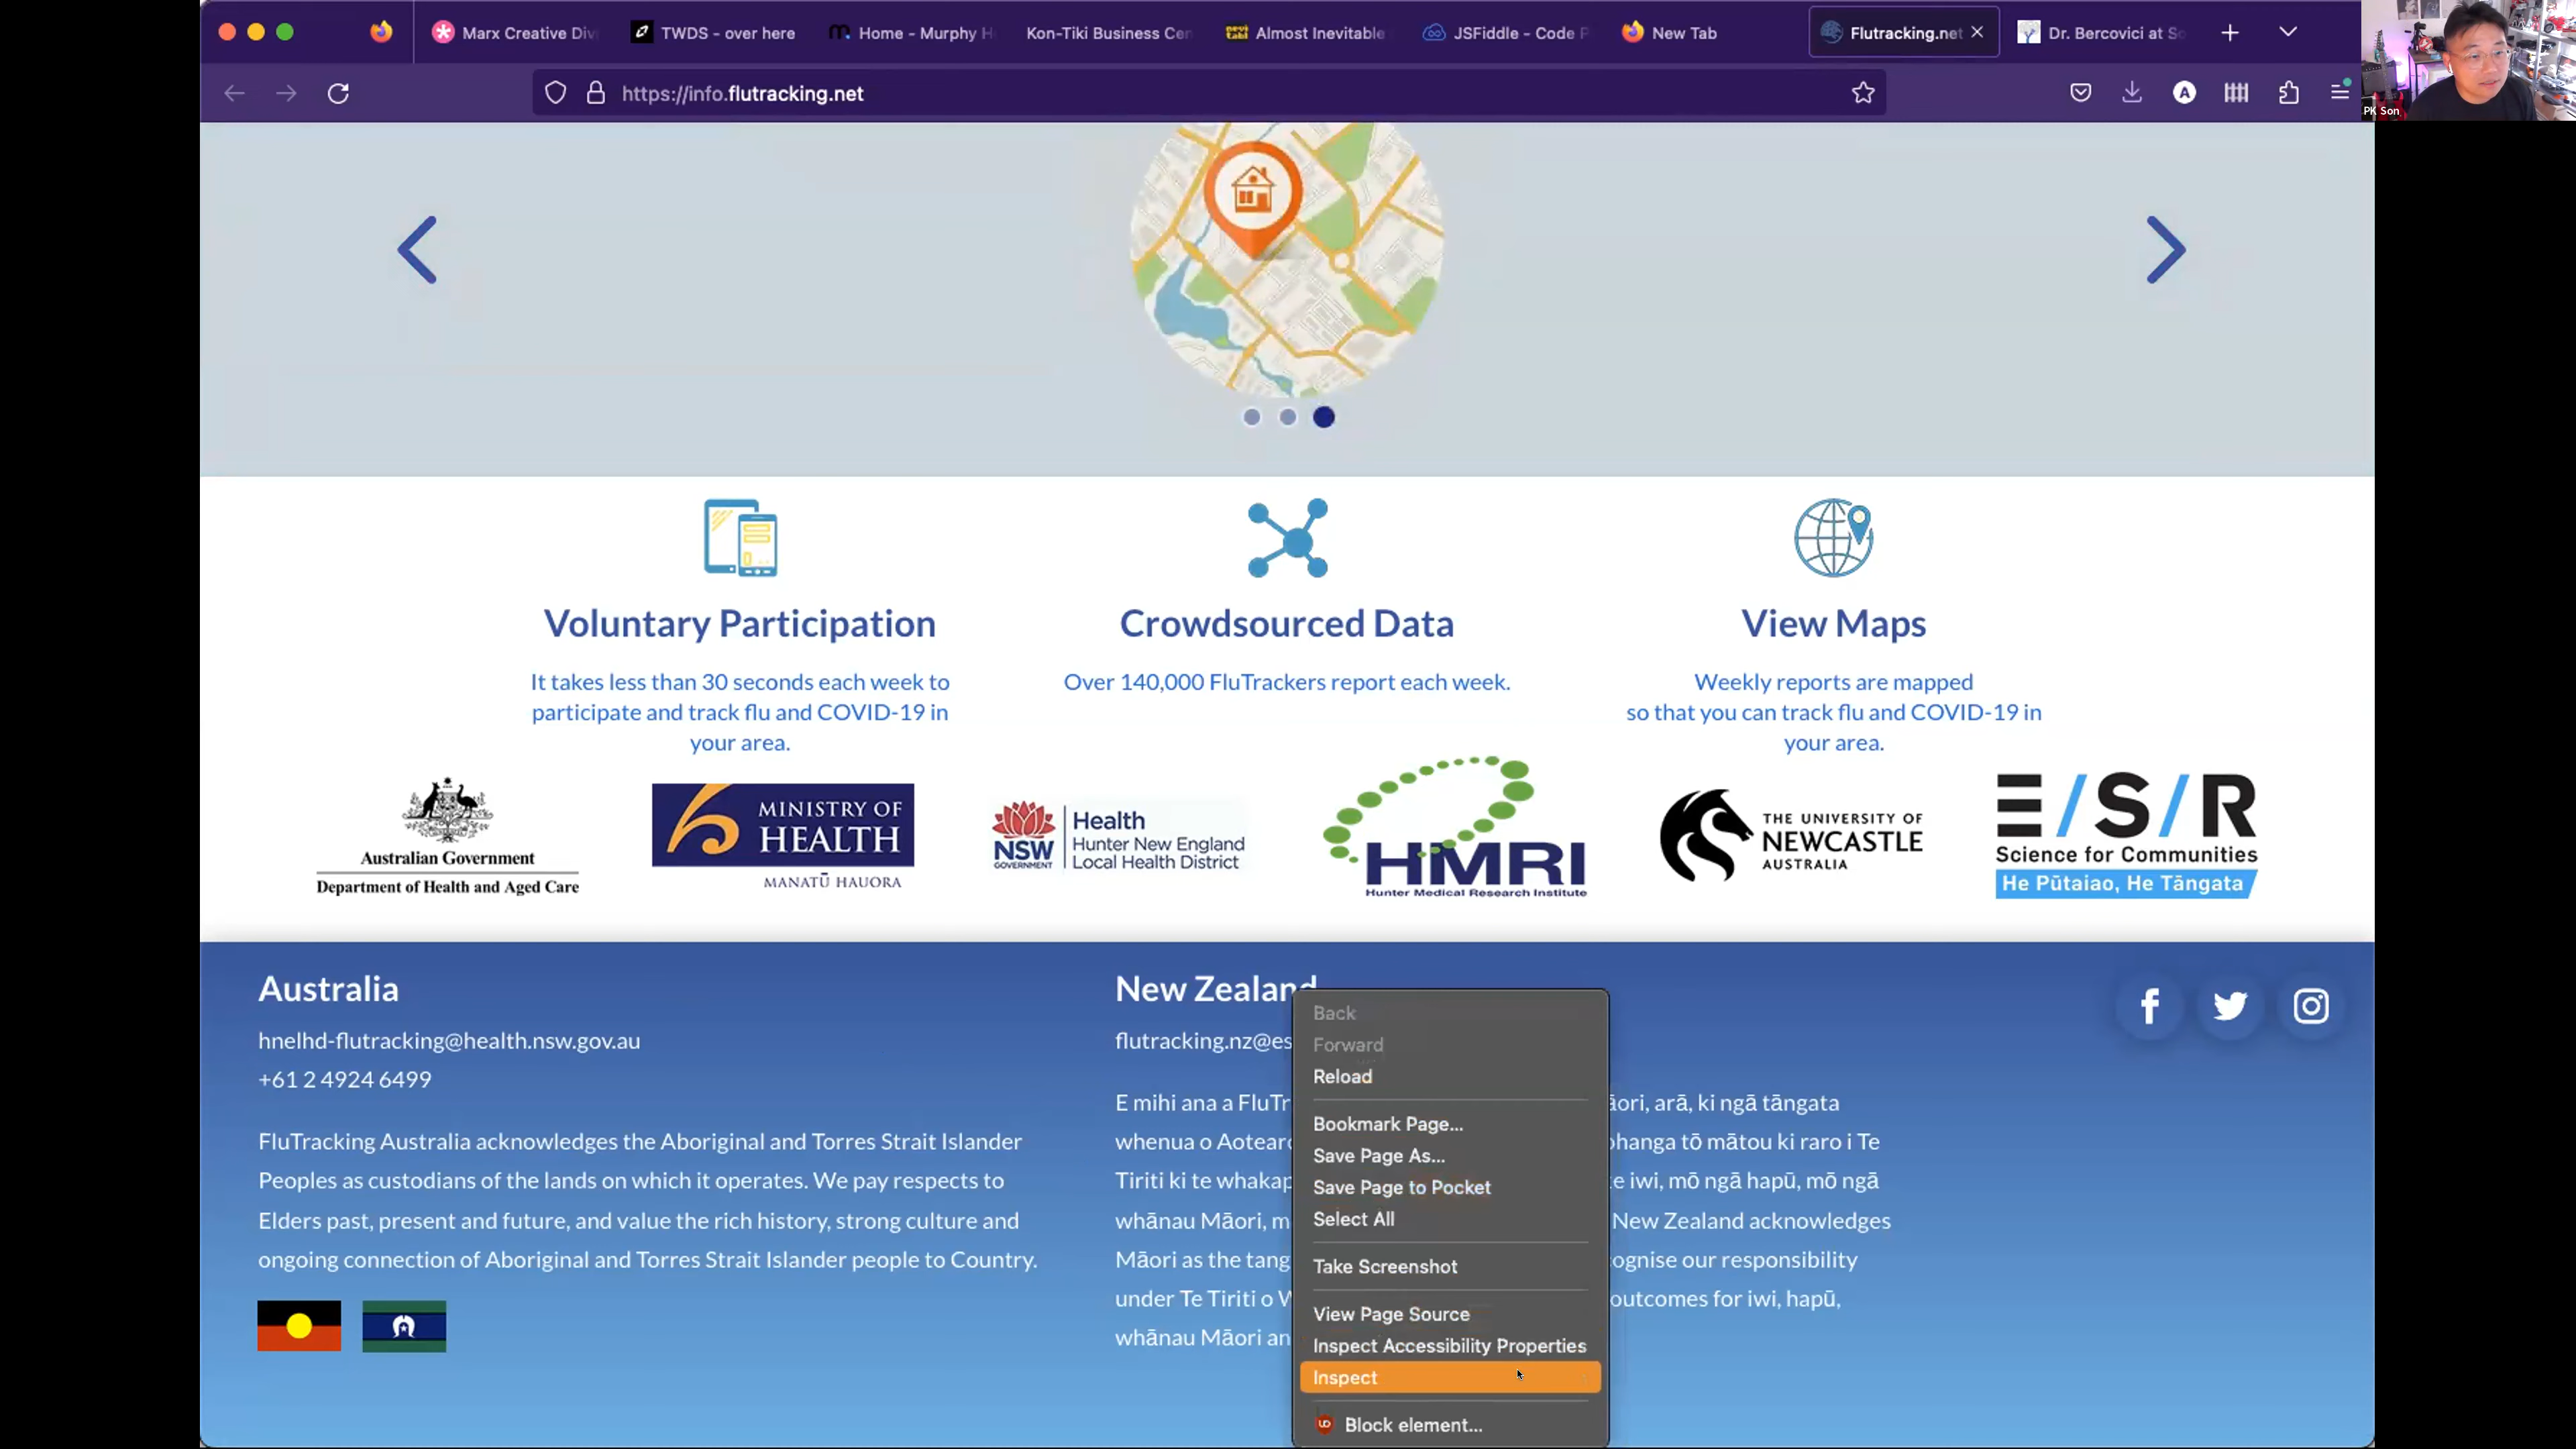 Marx Creative Div
TWDS - over here
Home - Murphy H
Kon-Tiki Business Cen
Almost Inevitable
JSFiddle - Code P
New Tab
Flutracking.net
Dr. Bercovici at So
https://info.flutracking.net
PK Son
Voluntary Participation
It takes less than 30 seconds each week to
participate and track flu and COVID-19 in
your area.
Crowdsourced Data
Over 140,000 FluTrackers report each week.
View Maps
Weekly reports are mapped
so that you can track flu and COVID-19 in
your area.
Australian Government
Department of Health and Aged Care
MINISTRY OF
HEALTH
MANATŪ HAUORA
NSW
GOVERNMENT
Health
Hunter New England
Local Health District
HMRI
Hunter Medical Research Institute
THE UNIVERSITY OF
NEWCASTLE
AUSTRALIA
E/S/R
Science for Communities
He Pūtaiao, He Tāngata
Australia
hnelhd-flutracking@health.nsw.gov.au
+61 2 4924 6499
FluTracking Australia acknowledges the Aboriginal and Torres Strait Islander
Peoples as custodians of the lands on which it operates. We pay respects to
Elders past, present and future, and value the rich history, strong culture and
ongoing connection of Aboriginal and Torres Strait Islander people to Country.
New Zealand
flutracking.nz@es
E mihi ana a FluTr āori, arā, ki ngā tāngata
whenua o Aotearo ohanga tō mātou ki raro i Te
Tiriti ki te whakap e iwi, mō ngā hapū, mō ngā
whānau Māori, m New Zealand acknowledges
Māori as the tang ognise our responsibility
under Te Tiriti o W outcomes for iwi, hapū,
whānau Māori an
Back
Forward
Reload
Bookmark Page...
Save Page As...
Save Page to Pocket
Select All
Take Screenshot
View Page Source
Inspect Accessibility Properties
Inspect
Block element...